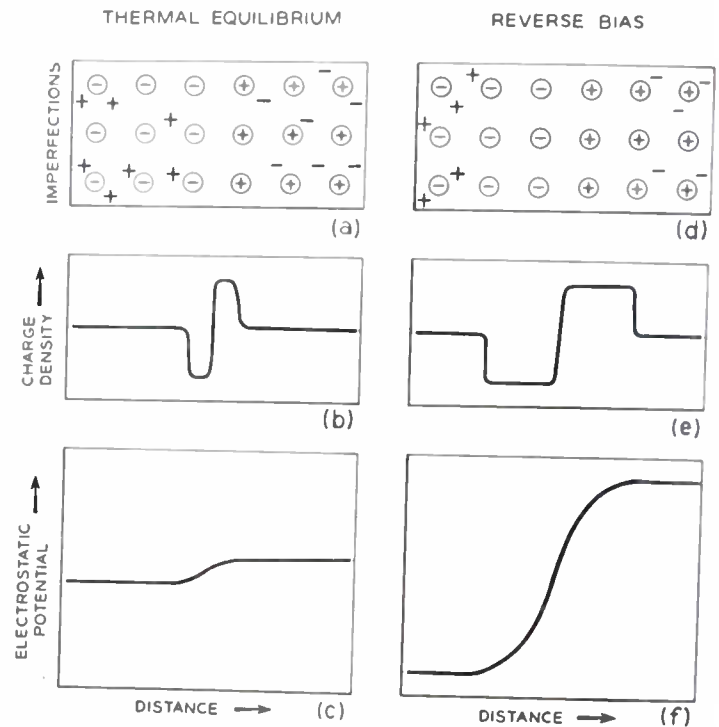 THERMAL EQUILIBRIUM
REVERSE BIAS
IMPERFECTIONS
(a)
(d)
CHARGE
DENSITY
(b)
(e)
ELECTROSTATIC
POTENTIAL
DISTANCE
(c)
DISTANCE
(f)